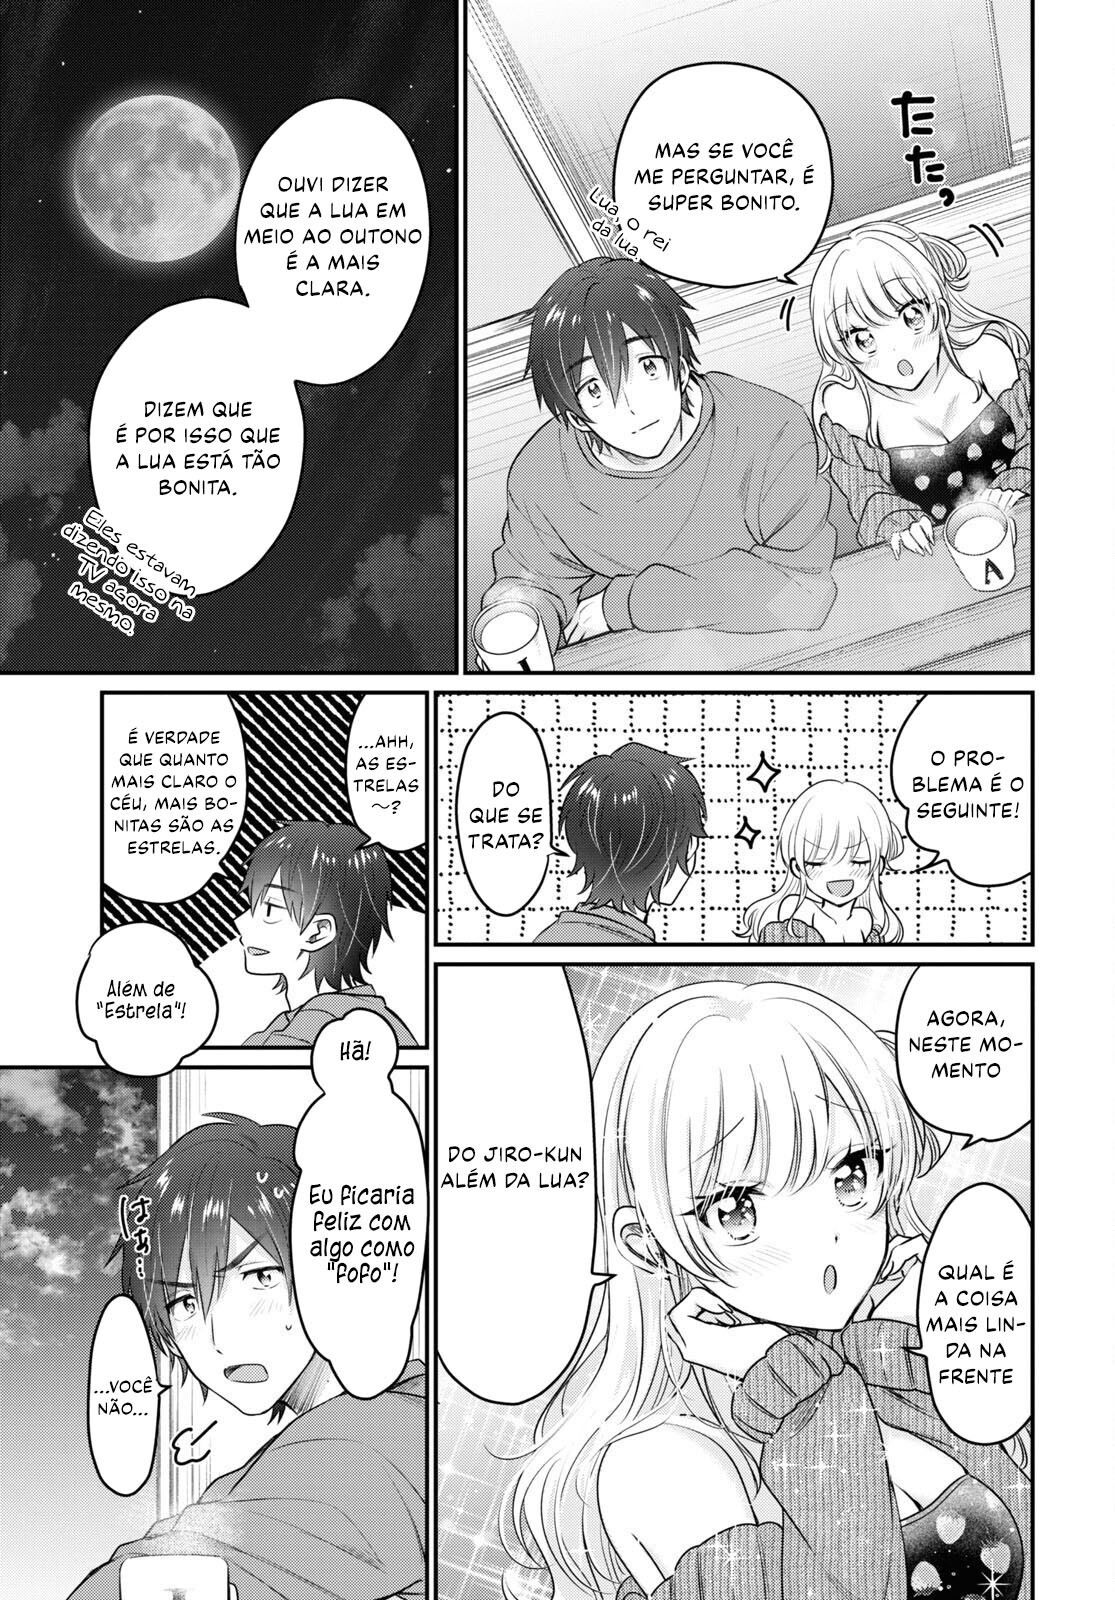 MAS SE VOCÊ
ME PERGUNTAR, É
SUPER BONITO.
Lua, o rei
da lua.
たたっ
OUVI DIZER
QUE A LUA EM
MEIO AO OUTONO
É A MAIS
CLARA.
DIZEM QUE
É POR ISSO QUE
A LUA ESTÁ TÃO
BONITA.
Eles estavam
dizendo isso na
TV agora
mesmo.
A
O PRO-
BLEMA É O
SEGUINTE!
DO
QUE SE
TRATA?
...AHH,
AS ES-
TRELAS
～?
É VERDADE
QUE QUANTO
MAIS CLARO O
CÉU, MAIS BO-
NITAS SÃO AS
ESTRELAS.
Além de
"Estrela"!
AGORA,
NESTE MO-
MENTO
QUAL É
A COISA
MAIS LIN-
DA NA
FRENTE
DO JIRO-KUN
ALÉM DA LUA?
Hã!
Eu ficaria
feliz com
algo como
"fofo"!
はぁ…
...VOCÊ
NÃO...